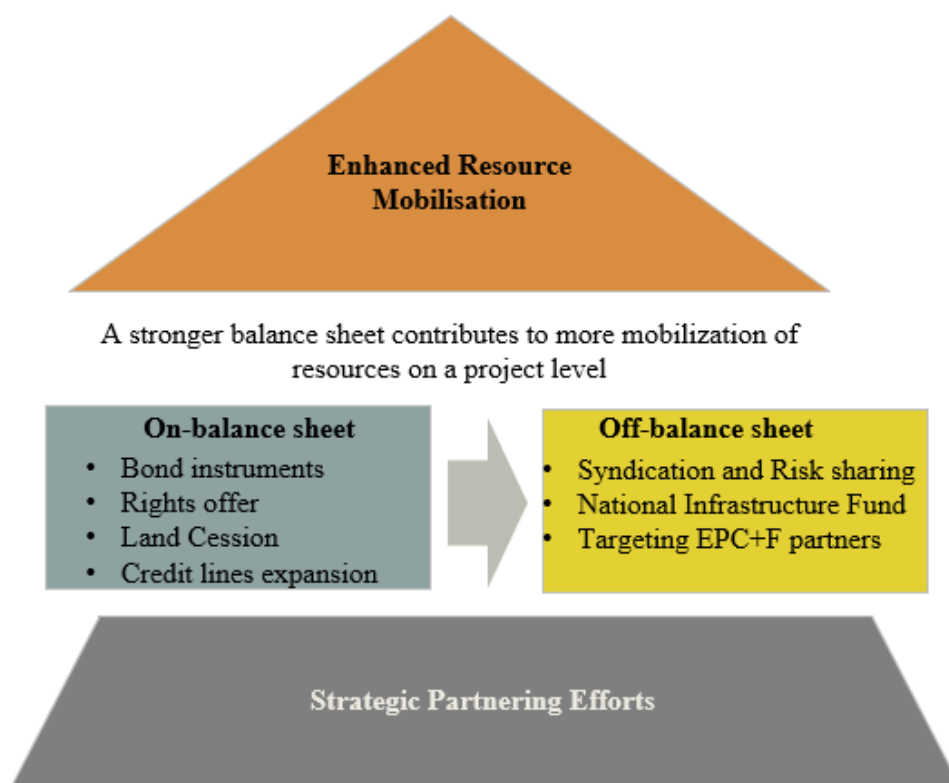 Enhanced Resource
Mobilisation
A stronger balance sheet contributes to more mobilization of
resources on a project level
On-balance sheet
• Bond instruments
• Rights offer
• Land Cession
• Credit lines expansion
Off-balance sheet
• Syndication and Risk sharing
• National Infrastructure Fund
• Targeting EPC+F partners
Strategic Partnering Efforts